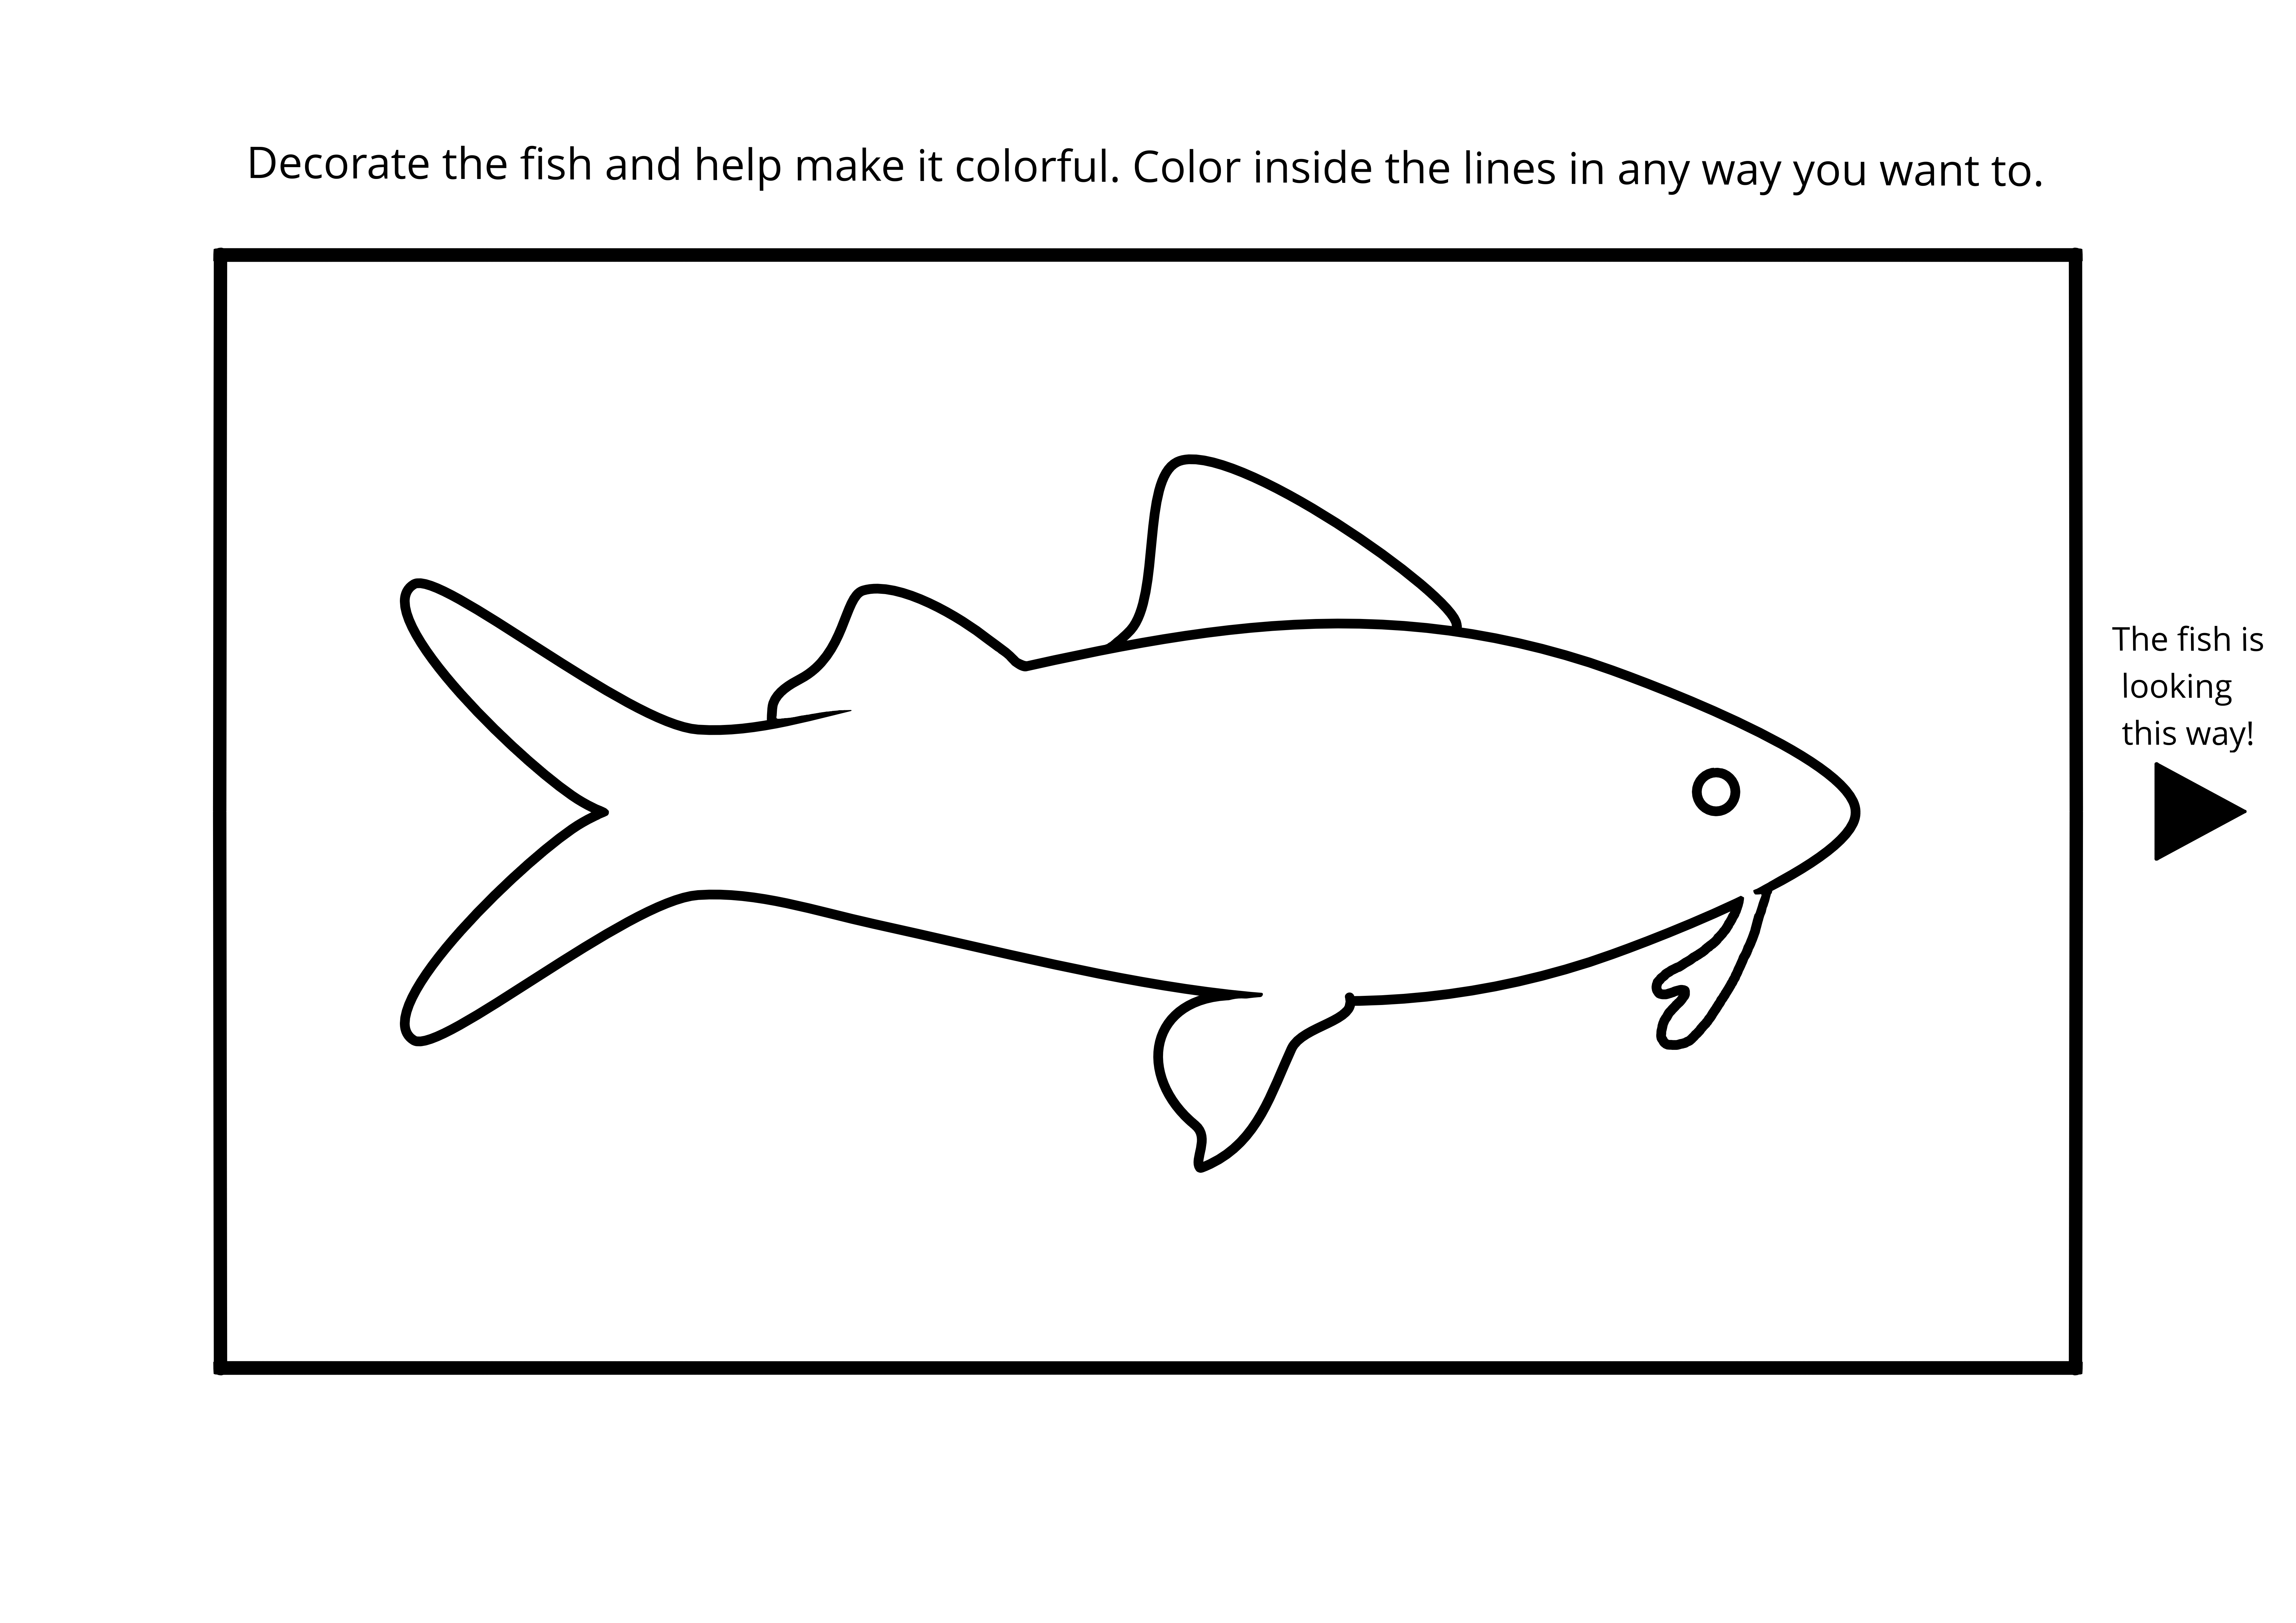 Decorate the fish and help make it colorful. Color inside the lines in any way you want to.
The fish is
looking
this way!